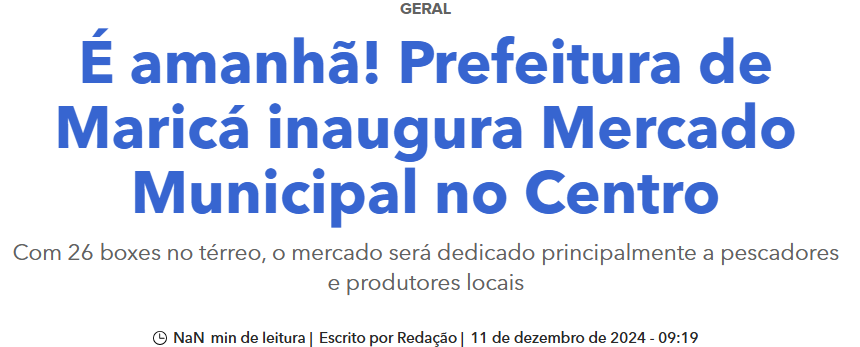 GERAL
É amanhã! Prefeitura de
Maricá inaugura Mercado
Municipal no Centro
Com 26 boxes no térreo, o mercado será dedicado principalmente a pescadores
e produtores locais
NaN min de leitura | Escrito por Redação | 11 de dezembro de 2024 - 09:19